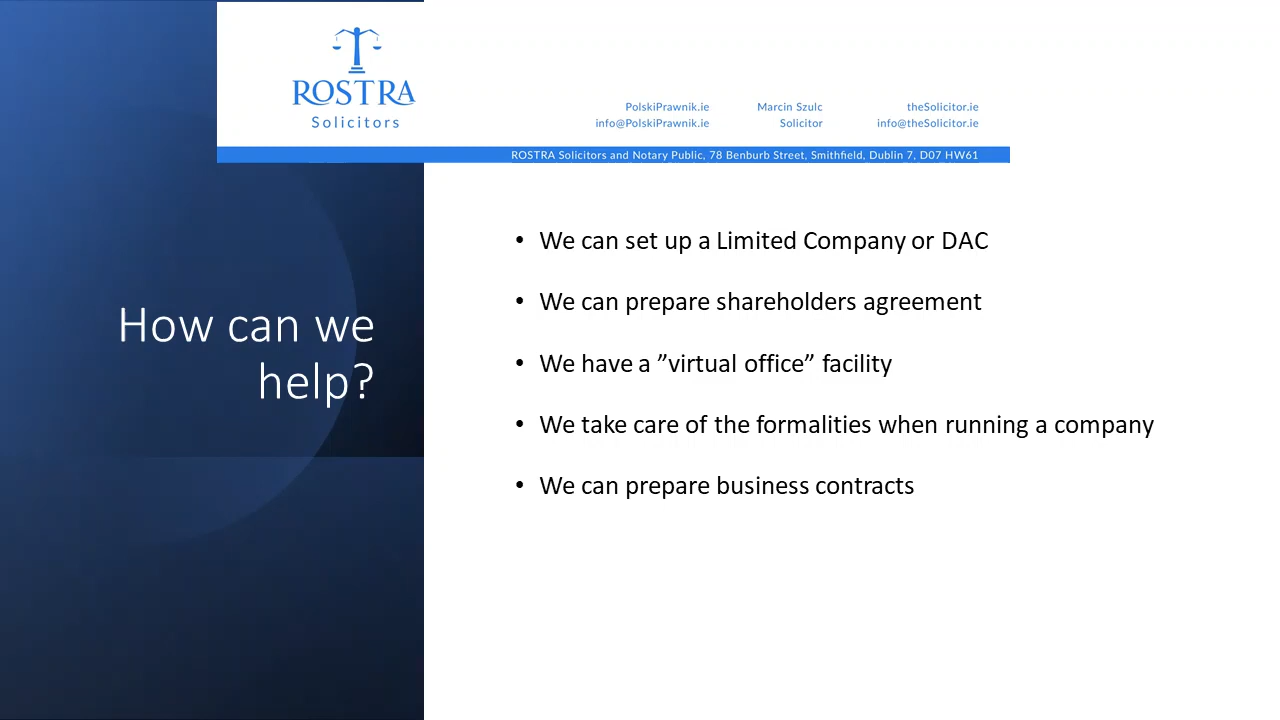 ROSTRA
Solicitors
PolskiPrawnik.ie
info@PolskiPrawnik.ie
Marcin Szulc
Solicitor
theSolicitor.ie
info@theSolicitor.ie
ROSTRA Solicitors and Notary Public, 78 Benburb Street, Smithfield, Dublin 7, D07 HW61
How can we
help?
• We can set up a Limited Company or DAC
• We can prepare shareholders agreement
• We have a ”virtual office” facility
• We take care of the formalities when running a company
• We can prepare business contracts